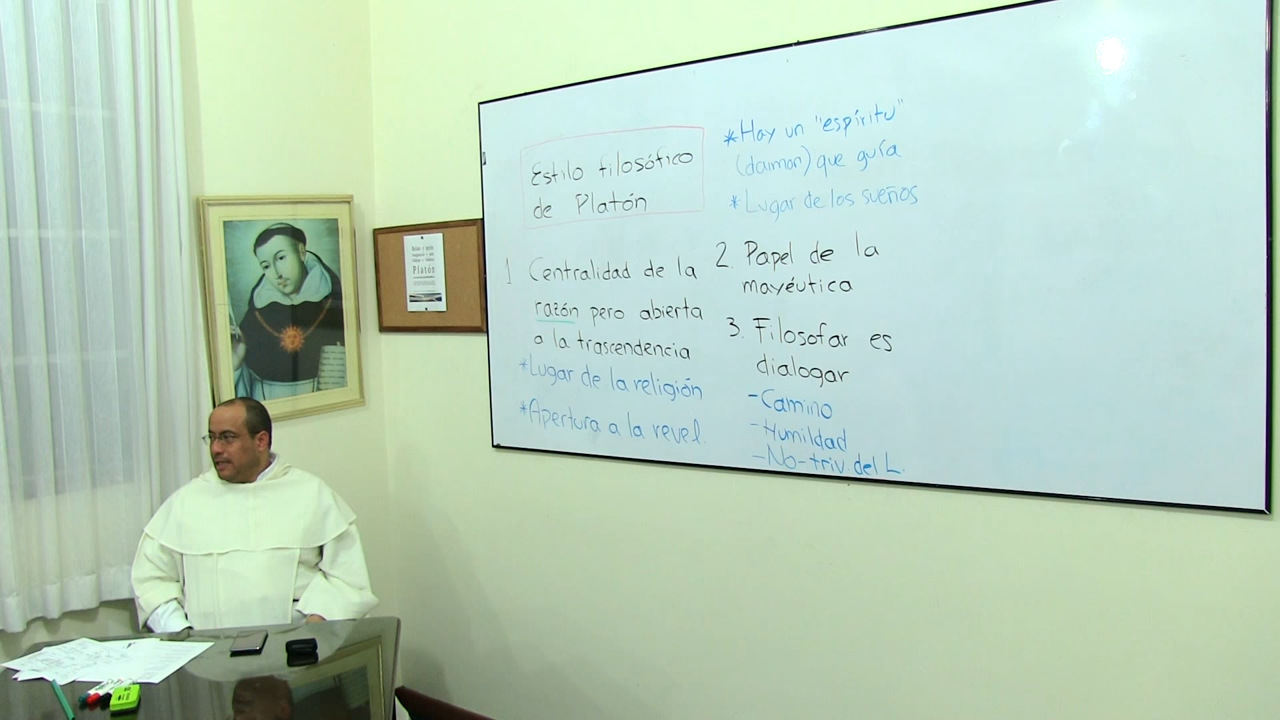 Estilo filosófico
de Platón
1 Centralidad de la
razón pero abierta
a la trascendencia
*Lugar de la religión
*Apertura a la revel.
*Hay un "espíritu"
(daimon) que guía
*Lugar de los sueños
2. Papel de la
mayéutica
3. Filosofar es
dialogar
-Camino
-Humildad
-No-triv. del L.
Platón